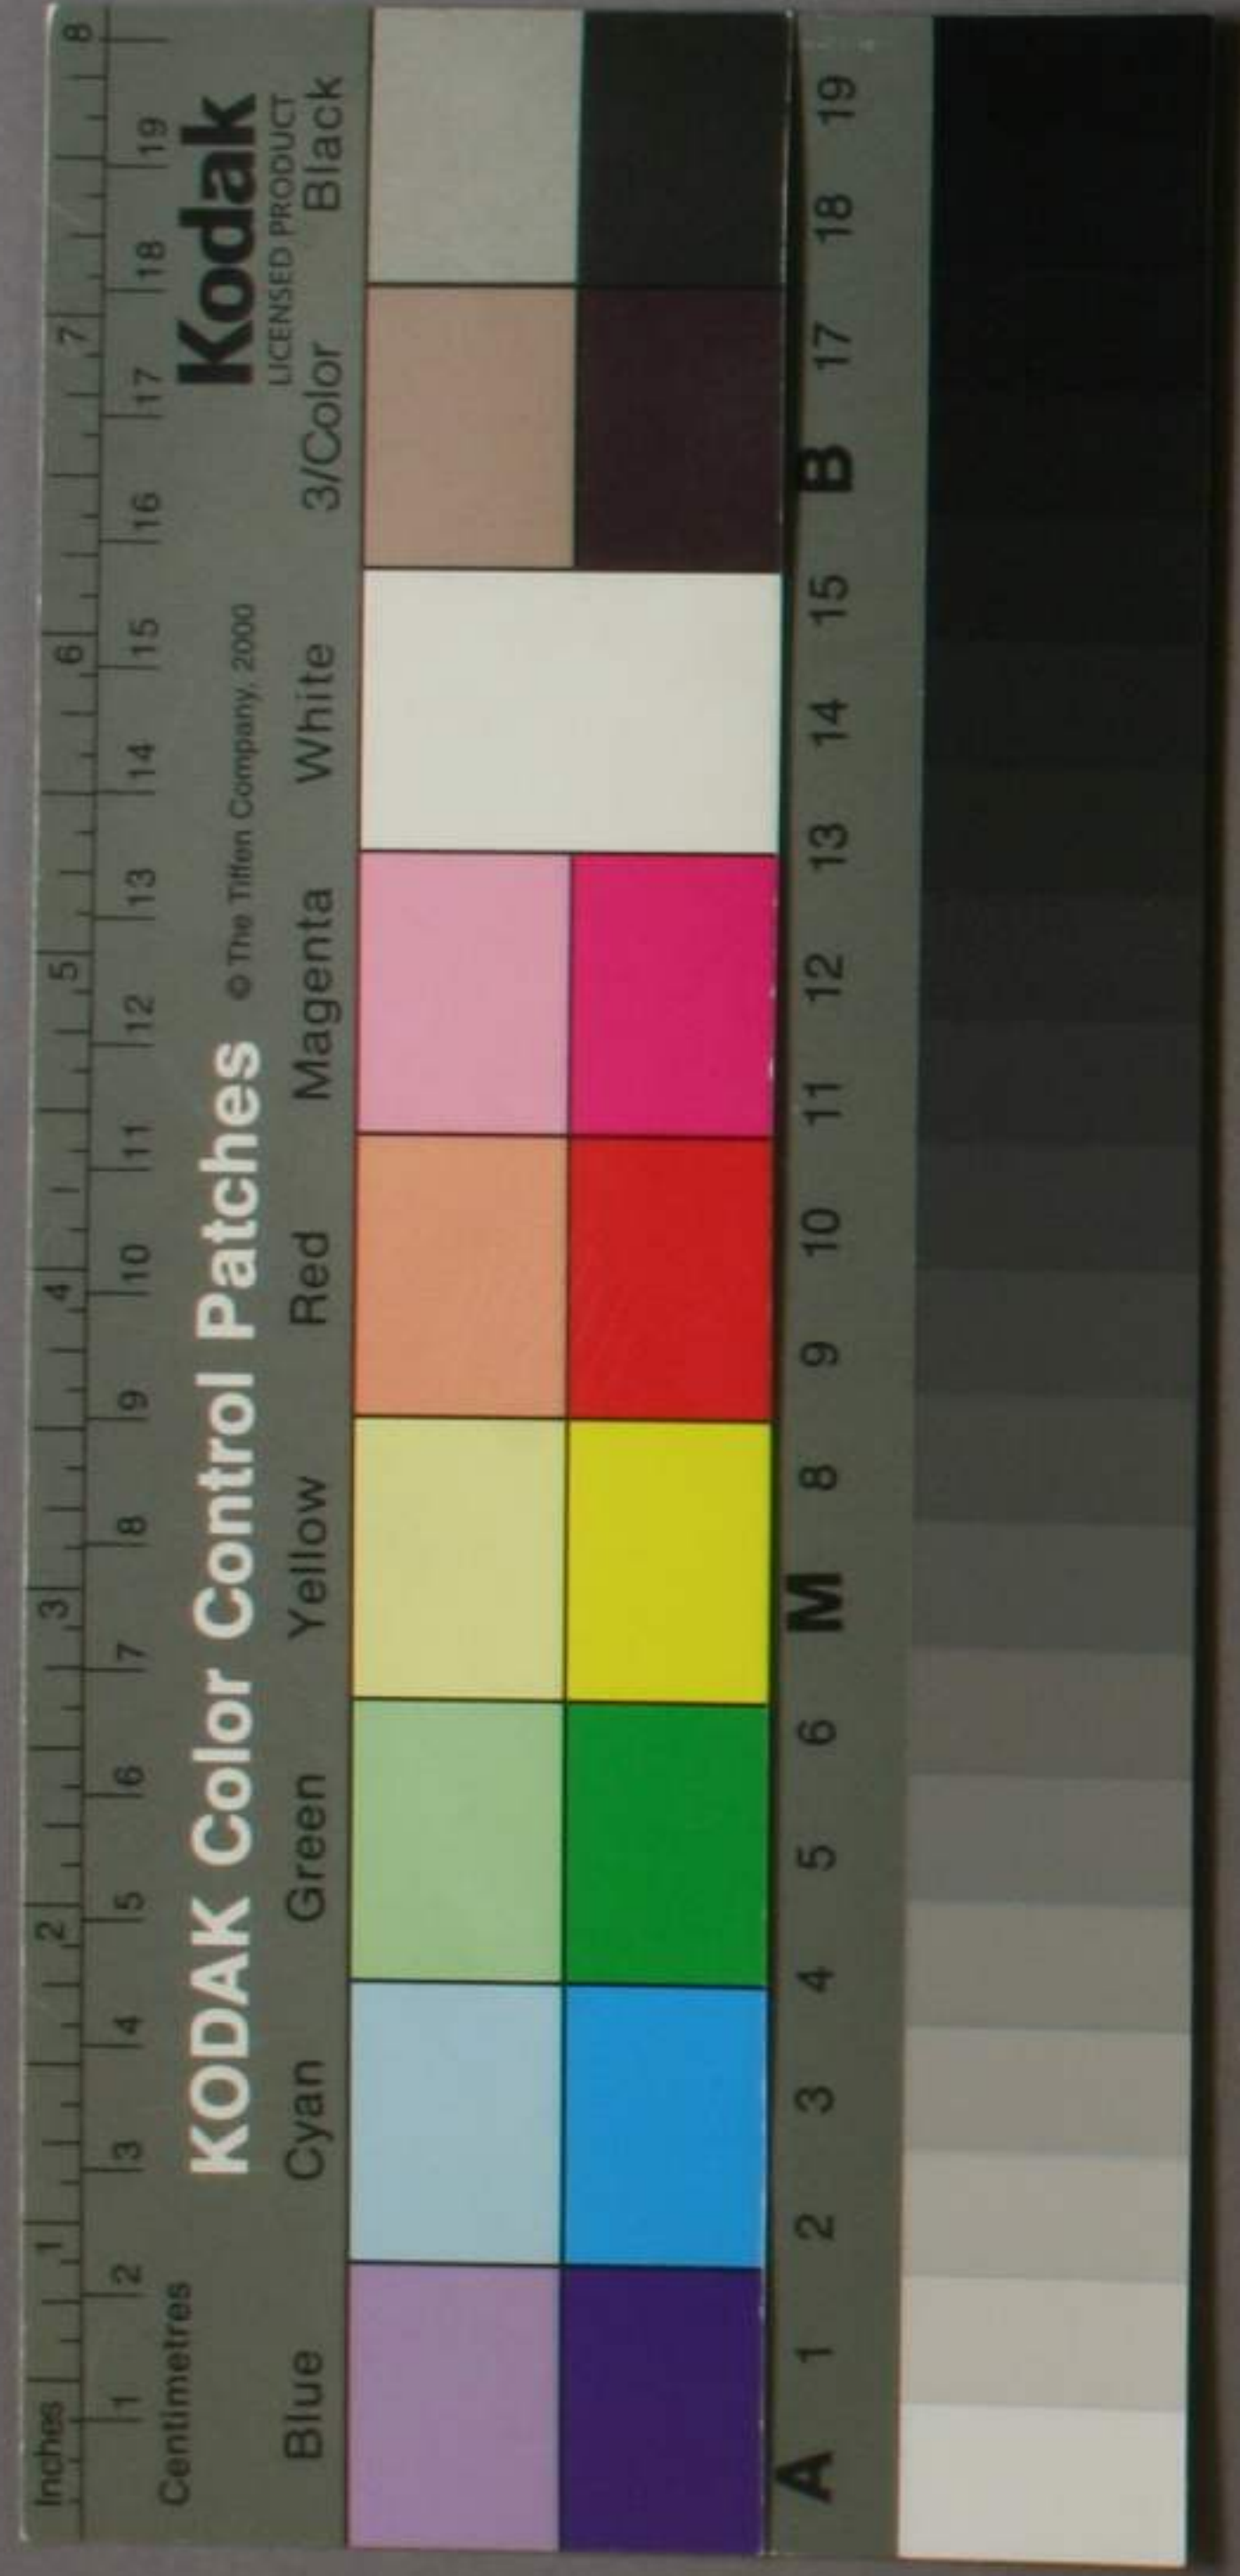 Inches 1 2 3 4 5 6 7 8
1 2 3 4 5 6 7 8 9 10 11 12 13 14 15 16 17 18 19
Centimetres
KODAK Color Control Patches © The Tiffen Company, 2000 Kodak
LICENSED PRODUCT
Blue Cyan Green Yellow Red Magenta White 3/Color Black
A 1 2 3 4 5 6 M 8 9 10 11 12 13 14 15 B 17 18 19